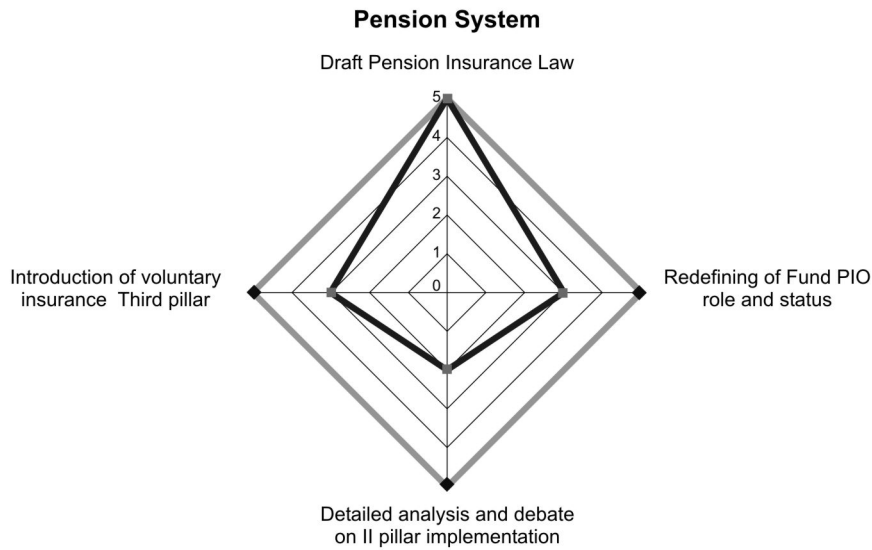 Pension System
Draft Pension Insurance Law
5
4
3
2
1
0
Introduction of voluntary
insurance Third pillar
Redefining of Fund PIO
role and status
Detailed analysis and debate
on II pillar implementation